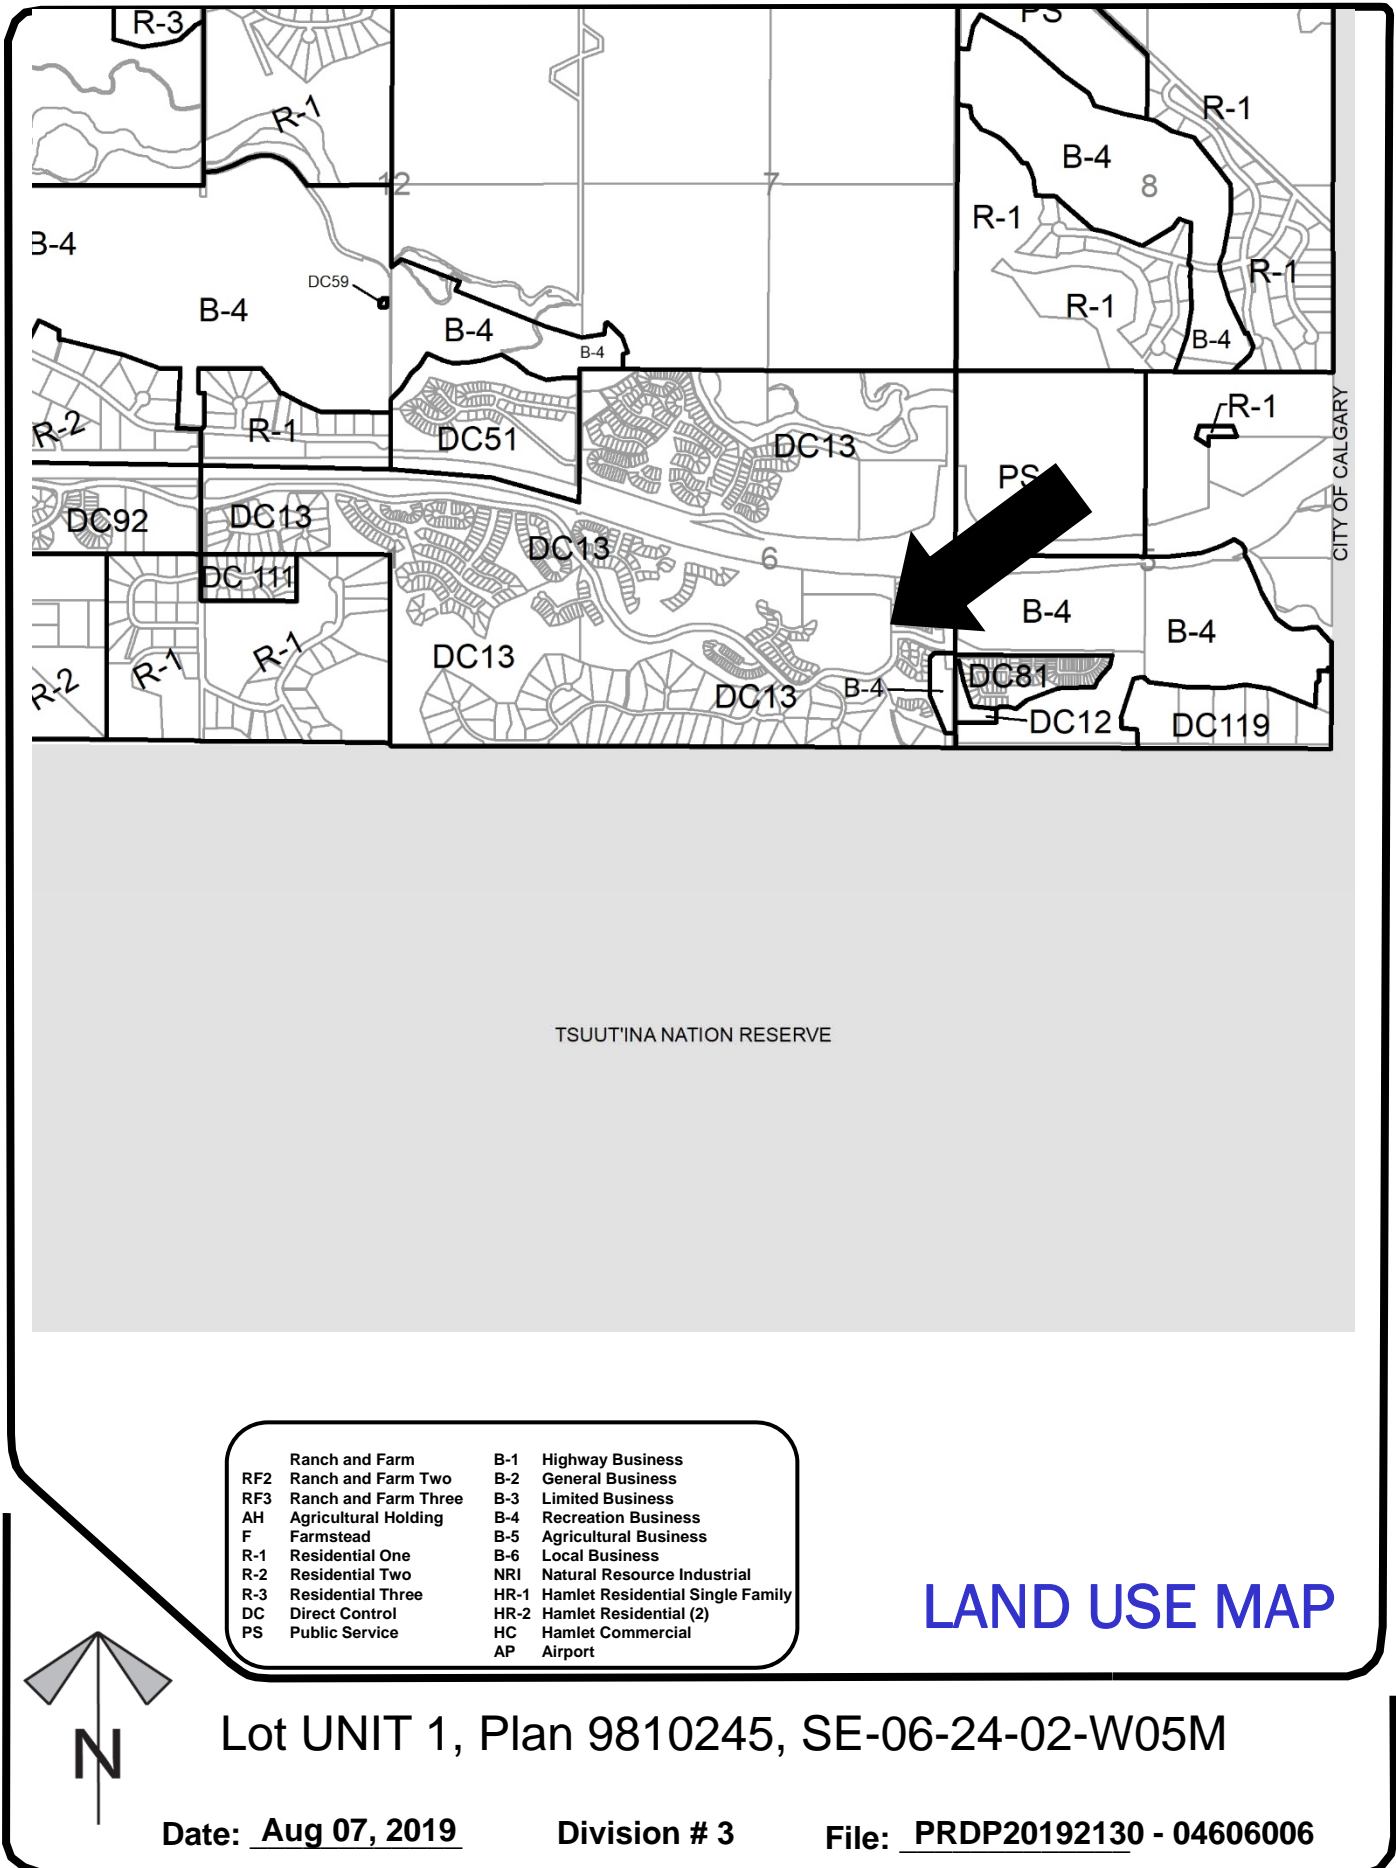 R-3
PS
R-1
R-1
B-4
12
7
8
R-1
B-4
R-1
DC59
R-1
B-4
B-4
B-4
B-4
R-1
CITY OF CALGARY
R-2
R-1
DC51
DC13
PS
DC92
DC13
DC13
6
5
DC 111
B-4
B-4
R-2
R-1
R-1
DC13
DC13
B-4
DC81
DC12
DC119
TSUUT'INA NATION RESERVE
Ranch and Farm
RF2 Ranch and Farm Two
RF3 Ranch and Farm Three
AH Agricultural Holding
F Farmstead
R-1 Residential One
R-2 Residential Two
R-3 Residential Three
DC Direct Control
PS Public Service
B-1 Highway Business
B-2 General Business
B-3 Limited Business
B-4 Recreation Business
B-5 Agricultural Business
B-6 Local Business
NRI Natural Resource Industrial
HR-1 Hamlet Residential Single Family
HR-2 Hamlet Residential (2)
HC Hamlet Commercial
AP Airport
LAND USE MAP
N
Lot UNIT 1, Plan 9810245, SE-06-24-02-W05M
Date: Aug 07, 2019 Division # 3 File: PRDP20192130 - 04606006